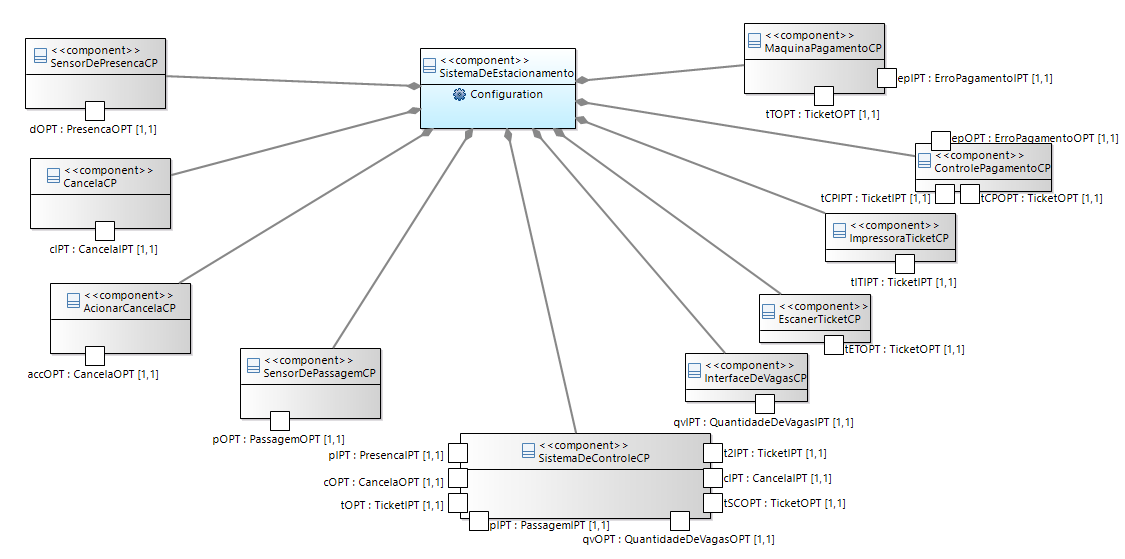 <<component>>
SensorDePresencaCP
dOPT : PresencaOPT [1,1]
<<component>>
SistemaDeEstacionamento
Configuration
<<component>>
MaquinaPagamentoCP
epIPT : ErroPagamentoIPT [1,1]
tTOPT : TicketOPT [1,1]
epOPT : ErroPagamentoOPT [1,1]
<<component>>
ControlePagamentoCP
tCPIPT : TicketIPT [1,1]
tCPOPT : TicketOPT [1,1]
<<component>>
CancelaCP
cIPT : CancelaIPT [1,1]
<<component>>
ImpressoraTicketCP
tITIPT : TicketIPT [1,1]
<<component>>
AcionarCancelaCP
accOPT : CancelaOPT [1,1]
<<component>>
EscanerTicketCP
tETOPT : TicketOPT [1,1]
<<component>>
SensorDePassagemCP
pOPT : PassagemOPT [1,1]
<<component>>
InterfaceDeVagasCP
qvIPT : QuantidadeDeVagasIPT [1,1]
<<component>>
SistemaDeControleCP
pIPT : PresencaIPT [1,1]
cOPT : CancelaOPT [1,1]
tOPT : TicketIPT [1,1]
t2IPT : TicketIPT [1,1]
cIPT : CancelaIPT [1,1]
tSCOPT : TicketOPT [1,1]
pIPT : PassagemIPT [1,1]
qvOPT : QuantidadeDeVagasOPT [1,1]